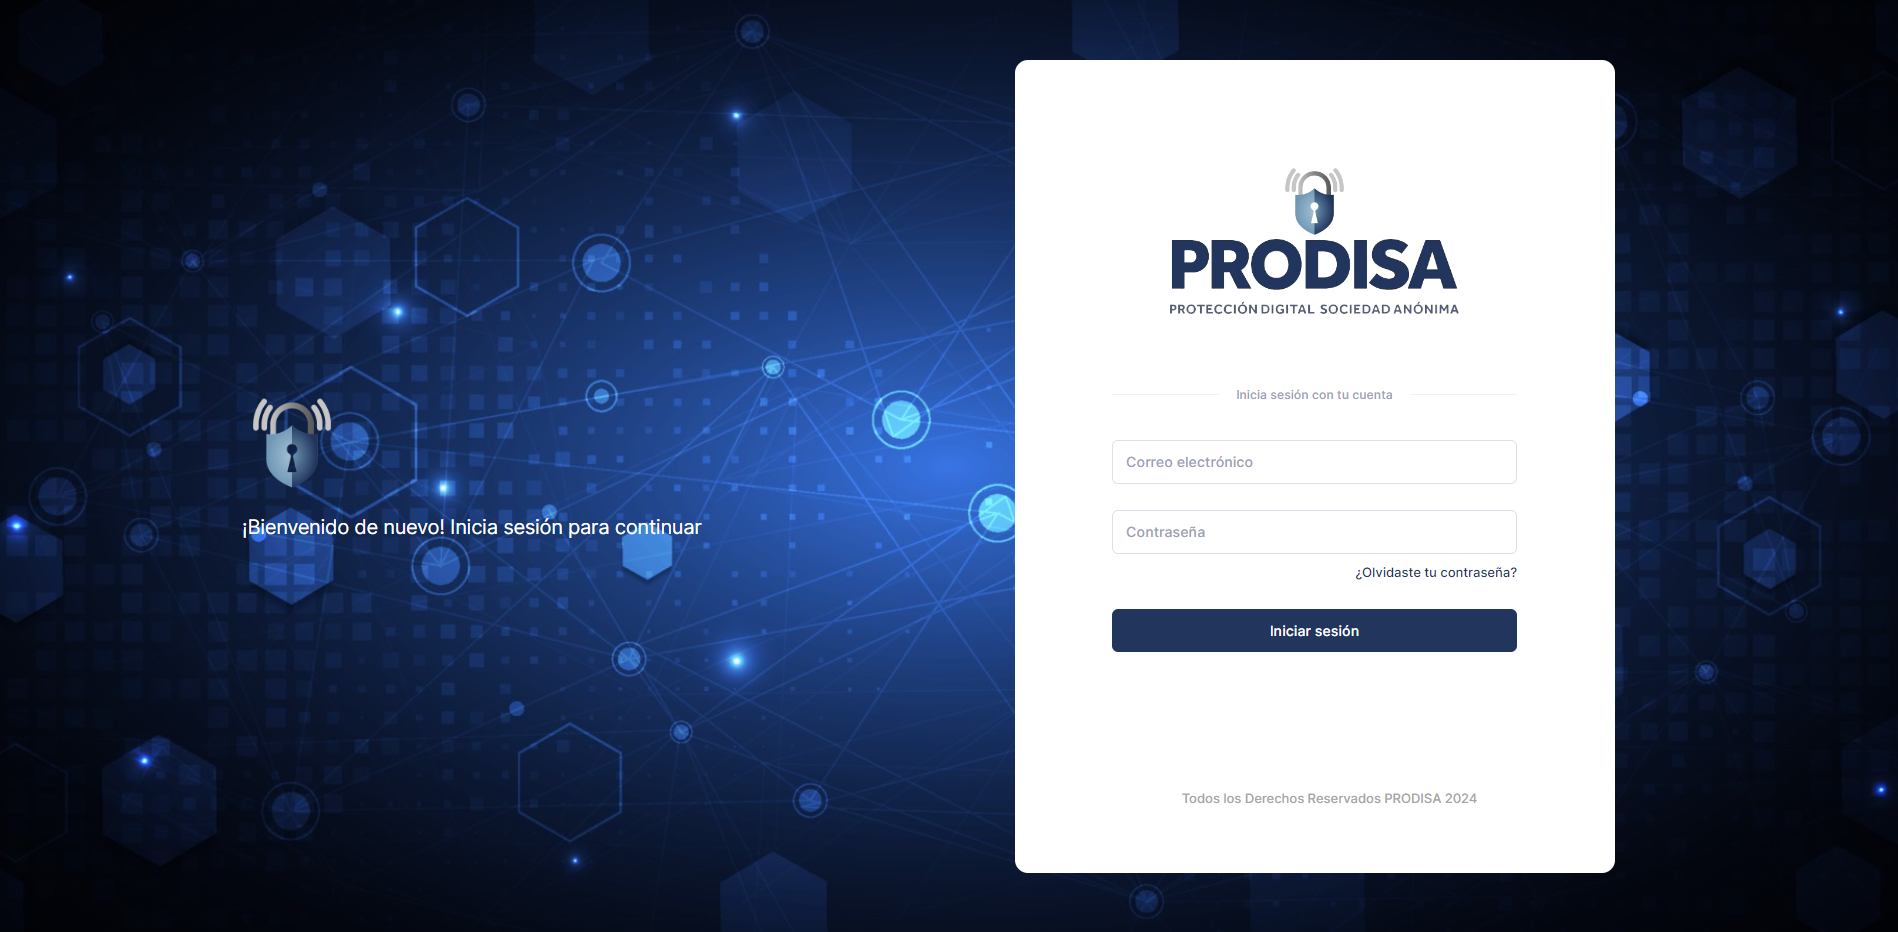 ¡Bienvenido de nuevo! Inicia sesión para continuar
PRODISA
PROTECCIÓN DIGITAL SOCIEDAD ANÓNIMA
Inicia sesión con tu cuenta
Correo electrónico
Contraseña
¿Olvidaste tu contraseña?
Iniciar sesión
Todos los Derechos Reservados PRODISA 2024